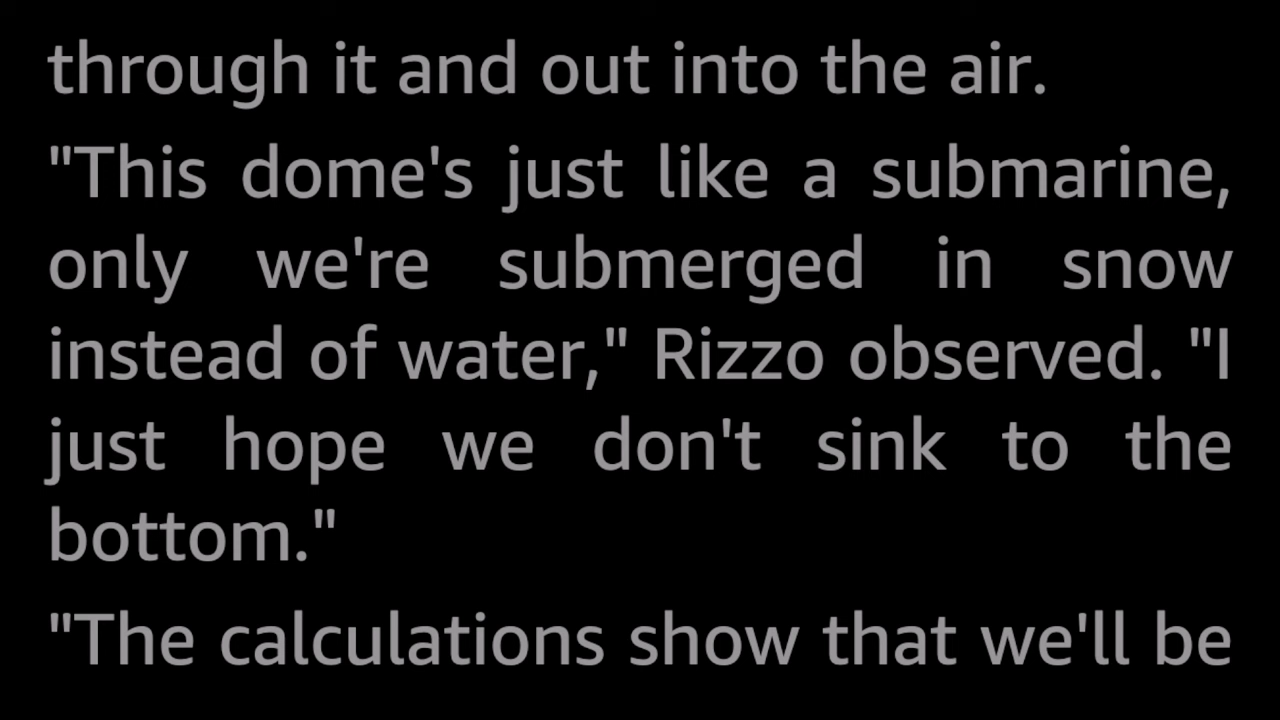 through it and out into the air.
"This dome's just like a submarine,
only we're submerged in snow
instead of water," Rizzo observed. "I
just hope we don't sink to the
bottom."
"The calculations show that we'll be